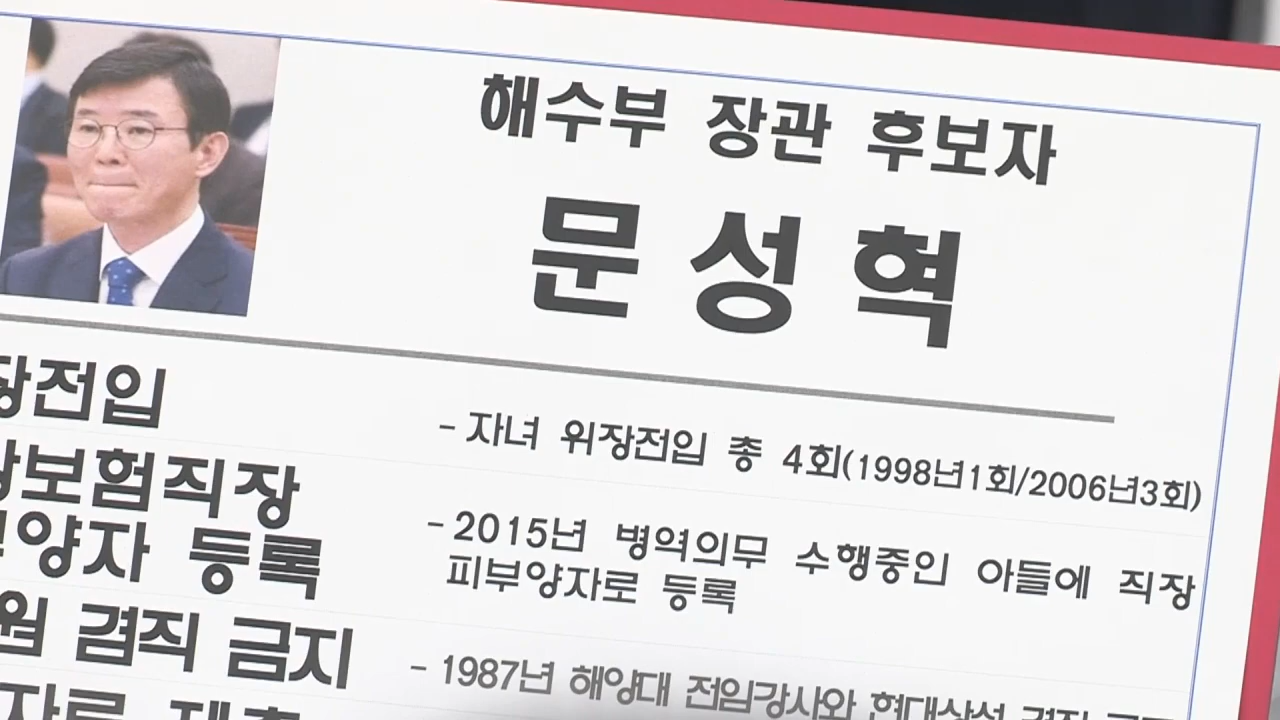 해수부 장관 후보자
문성혁
장전입
- 자녀 위장전입 총 4회(1998년1회/2006년3회)
강보험직장
부양자 등록
- 2015년 병역의무 수행중인 아들에 직장
피부양자로 등록
원 겸직 금지
- 1987년 해양대 전임강사와 현대상선 겸직